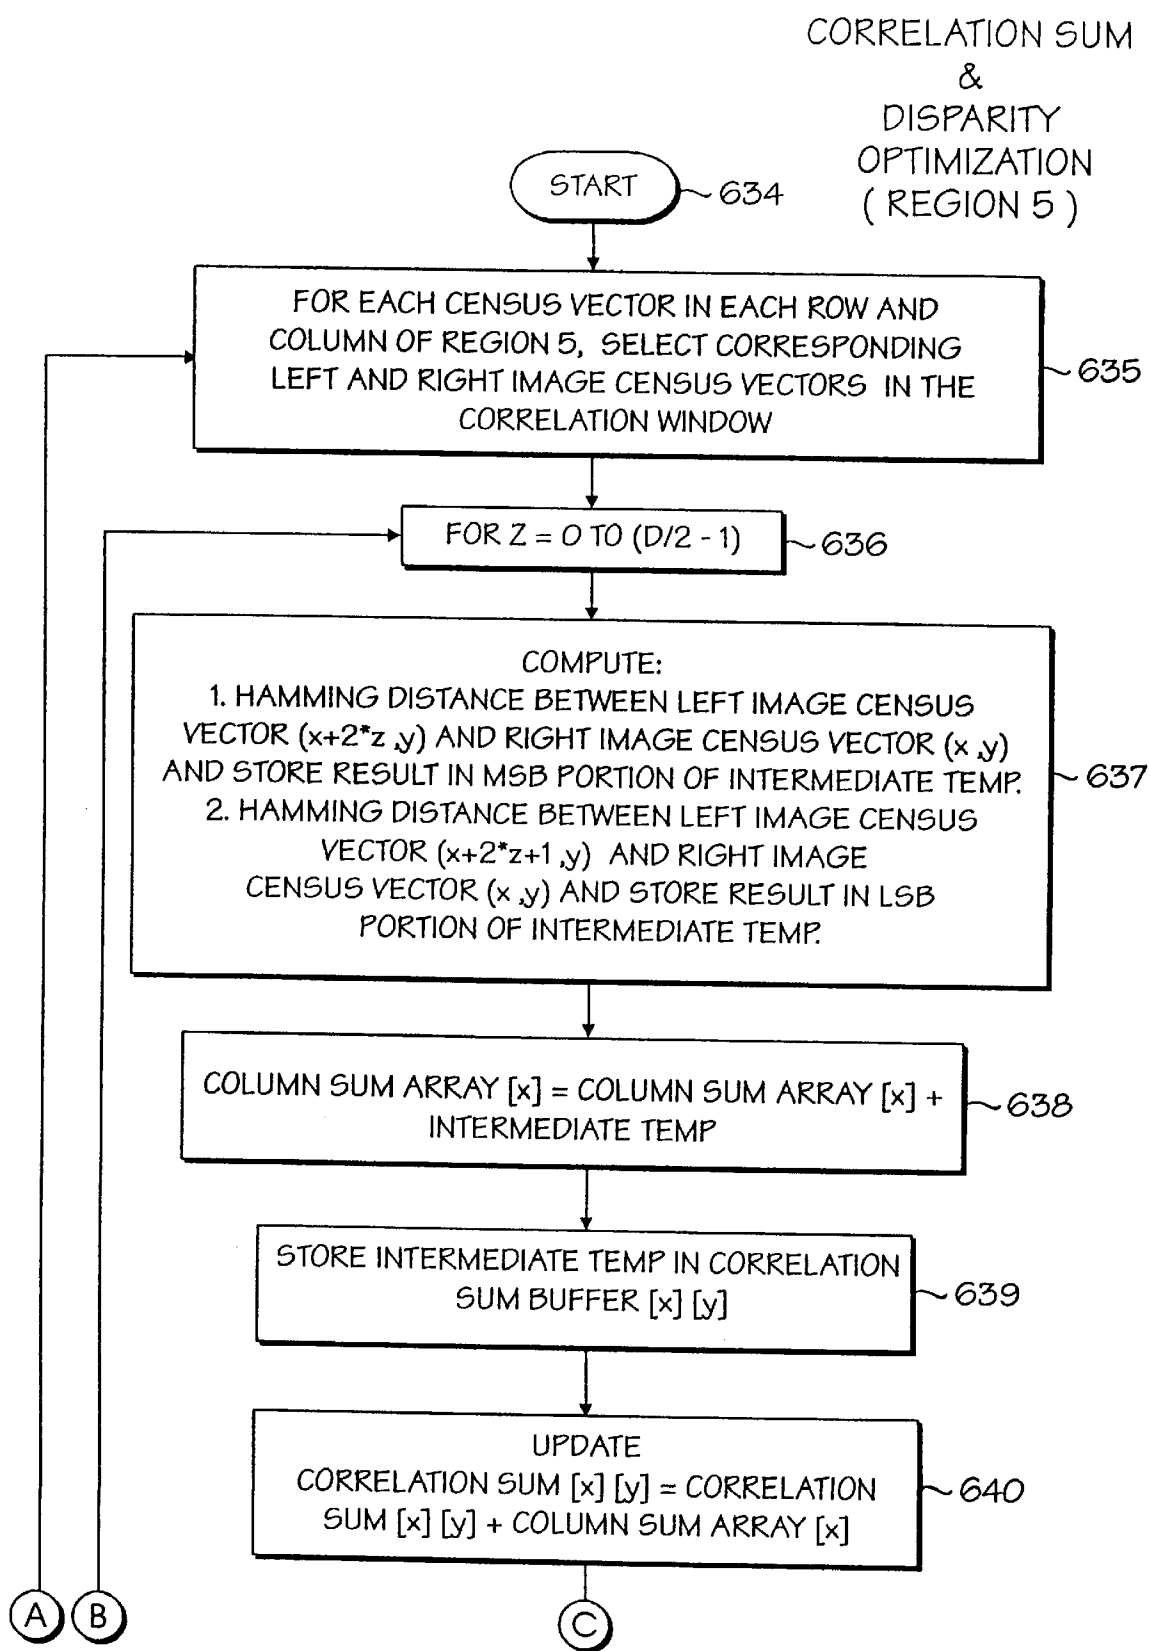 CORRELATION SUM
&
DISPARITY
OPTIMIZATION
( REGION 5 )
START
634
FOR EACH CENSUS VECTOR IN EACH ROW AND
COLUMN OF REGION 5, SELECT CORRESPONDING
LEFT AND RIGHT IMAGE CENSUS VECTORS IN THE
CORRELATION WINDOW
635
FOR Z = 0 TO (D/2 - 1)
636
COMPUTE:
1. HAMMING DISTANCE BETWEEN LEFT IMAGE CENSUS
VECTOR (x+2*z ,y) AND RIGHT IMAGE CENSUS VECTOR (x ,y)
AND STORE RESULT IN MSB PORTION OF INTERMEDIATE TEMP.
2. HAMMING DISTANCE BETWEEN LEFT IMAGE CENSUS
VECTOR (x+2*z+1 ,y) AND RIGHT IMAGE
CENSUS VECTOR (x ,y) AND STORE RESULT IN LSB
PORTION OF INTERMEDIATE TEMP.
637
COLUMN SUM ARRAY [x] = COLUMN SUM ARRAY [x] +
INTERMEDIATE TEMP
638
STORE INTERMEDIATE TEMP IN CORRELATION
SUM BUFFER [x] [y]
639
UPDATE
CORRELATION SUM [x] [y] = CORRELATION
SUM [x] [y] + COLUMN SUM ARRAY [x]
640
A
B
C